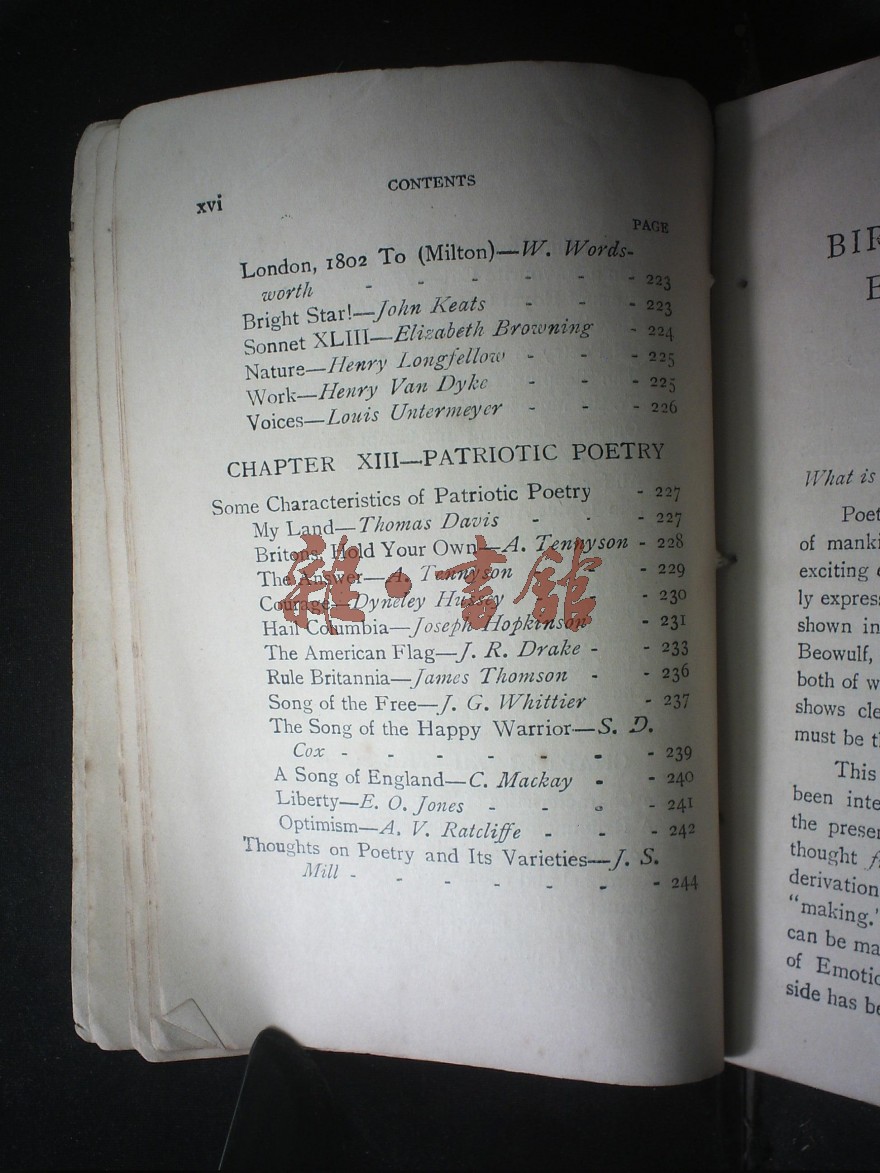 xvi
CONTENTS
PAGE
London, 1802 To (Milton)—W. Words-
worth - - - - - - 223
Bright Star!—John Keats - - - 223
Sonnet XLIII—Elizabeth Browning - 224
Nature—Henry Longfellow - - - 225
Work—Henry Van Dyke - - - 225
Voices—Louis Untermeyer - - - 226
CHAPTER XIII—PATRIOTIC POETRY
Some Characteristics of Patriotic Poetry - 227
My Land—Thomas Davis - - - 227
Britons, Hold Your Own—A. Tennyson - 228
The Answer—A. Tennyson - 229
Courage—Dyneley Hussey - - 230
Hail Columbia—Joseph Hopkinson - 231
The American Flag—J. R. Drake - - 233
Rule Britannia—James Thomson - - 236
Song of the Free—J. G. Whittier - 237
The Song of the Happy Warrior—S. D.
Cox - - - - - - - 239
A Song of England—C. Mackay - - 240
Liberty—E. O. Jones - - - - 241
Optimism—A. V. Ratcliffe - - - 242
Thoughts on Poetry and Its Varieties—J. S.
Mill - - - - - - - 244
雜·書館
BIR
E
What is
Poet
of manki
exciting
ly express
shown in
Beowulf,
both of w
shows cle
must be t
This
been inte
the presen
thought f
derivation
"making."
can be ma
of Emotio
side has be